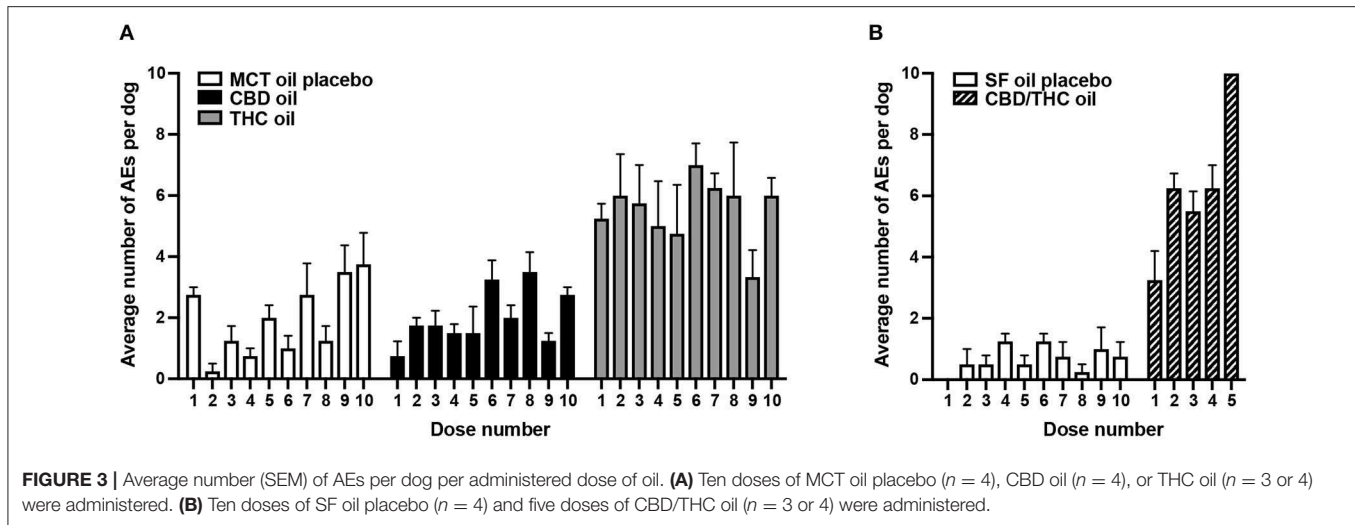 A
Average number of AEs per dog
10
8
6
4
2
0
MCT oil placebo
CBD oil
THC oil
1 2 3 4 5 6 7 8 9 10 1 2 3 4 5 6 7 8 9 10 1 2 3 4 5 6 7 8 9 10
Dose number
B
Average number of AEs per dog
10
8
6
4
2
0
SF oil placebo
CBD/THC oil
1 2 3 4 5 6 7 8 9 10 1 2 3 4 5
Dose number
FIGURE 3 | Average number (SEM) of AEs per dog per administered dose of oil. (A) Ten doses of MCT oil placebo (n = 4), CBD oil (n = 4), or THC oil (n = 3 or 4)
were administered. (B) Ten doses of SF oil placebo (n = 4) and five doses of CBD/THC oil (n = 3 or 4) were administered.